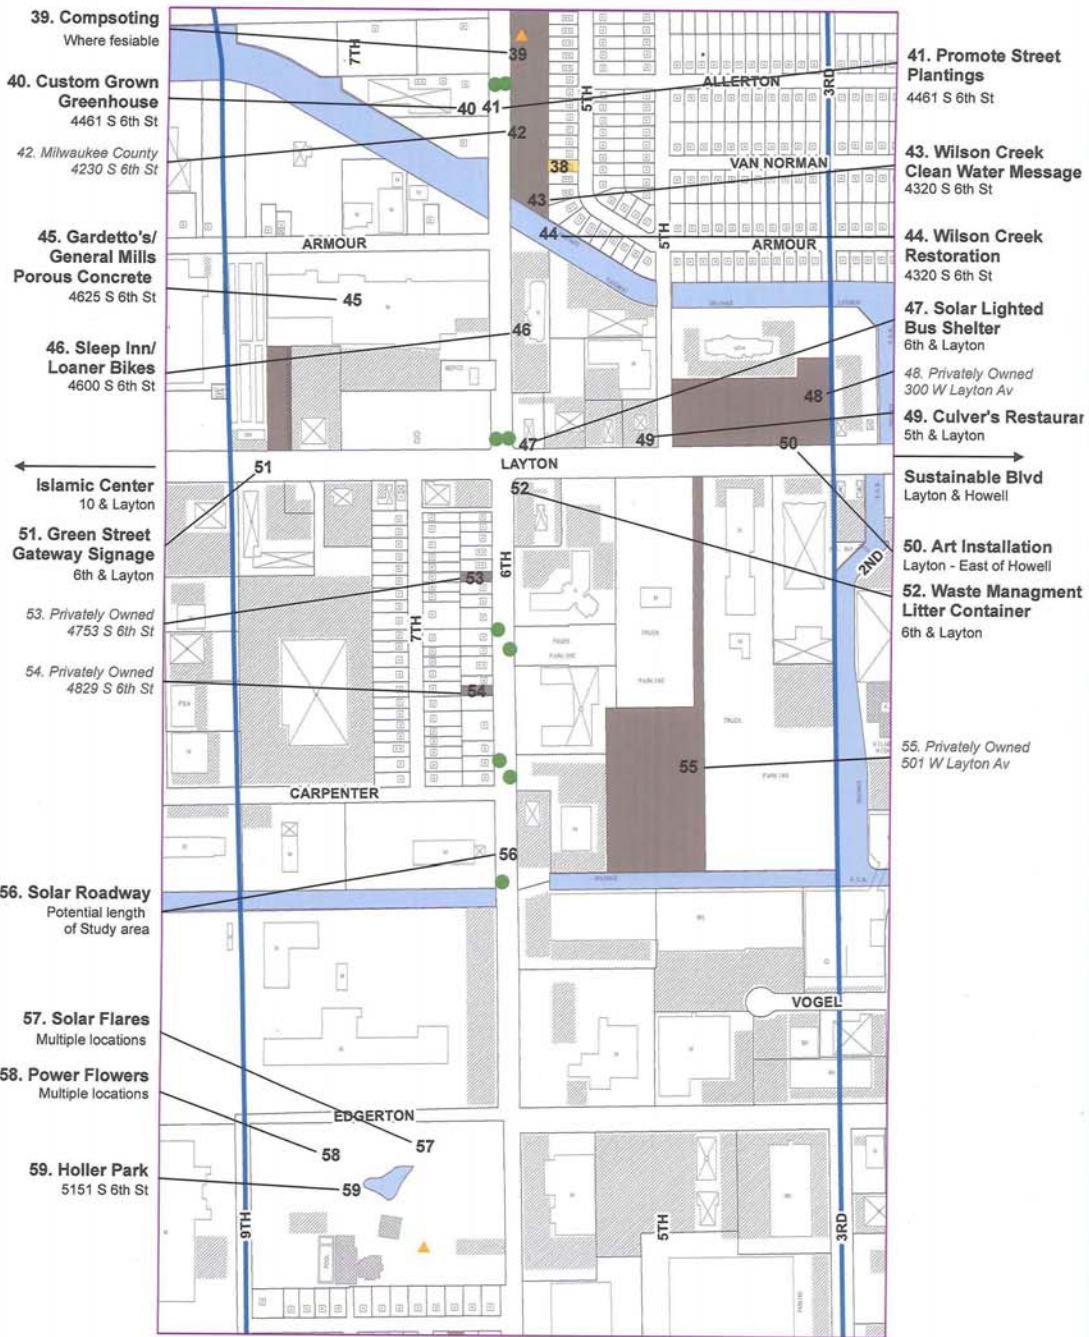 39. Compsoting
Where fesiable
40. Custom Grown
Greenhouse
4461 S 6th St
42. Milwaukee County
4230 S 6th St
45. Gardetto's/
General Mills
Porous Concrete
4625 S 6th St
46. Sleep Inn/
Loaner Bikes
4600 S 6th St
Islamic Center
10 & Layton
51. Green Street
Gateway Signage
6th & Layton
53. Privately Owned
4753 S 6th St
54. Privately Owned
4829 S 6th St
56. Solar Roadway
Potential length
of Study area
57. Solar Flares
Multiple locations
58. Power Flowers
Multiple locations
59. Holler Park
5151 S 6th St
7TH
39
40
41
42
38
43
44
5TH
3RD
ALLERTON
VAN NORMAN
ARMOUR
5TH
ARMOUR
45
46
OFFICE
47
48
49
50
51
LAYTON
52
6TH
53
7TH
54
TRUCK
PARKING
TRUCK
PARKING
TRUCK
PARKING
2ND
55
CARPENTER
56
VOGEL
EDGERTON
57
58
59
POOL
9TH
5TH
3RD
PARKING
41. Promote Street
Plantings
4461 S 6th St
43. Wilson Creek
Clean Water Message
4320 S 6th St
44. Wilson Creek
Restoration
4320 S 6th St
47. Solar Lighted
Bus Shelter
6th & Layton
48. Privately Owned
300 W Layton Av
49. Culver's Restaurar
5th & Layton
Sustainable Blvd
Layton & Howell
50. Art Installation
Layton - East of Howell
52. Waste Managment
Litter Container
6th & Layton
55. Privately Owned
501 W Layton Av